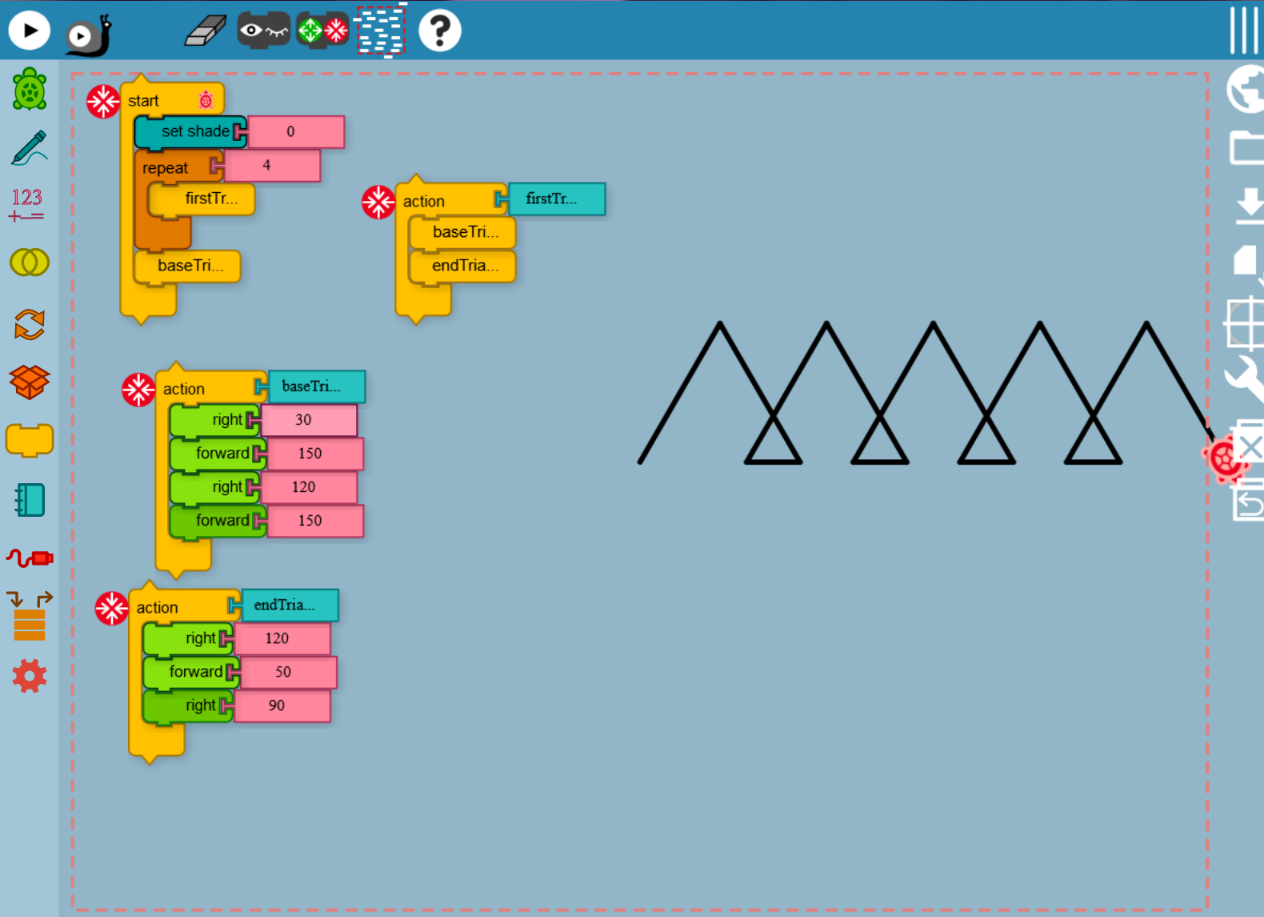 ?
123
+−=
start
set shade 0
repeat 4
firstTr...
baseTri...
action firstTr...
baseTri...
endTria...
action baseTri...
right 30
forward 150
right 120
forward 150
action endTria...
right 120
forward 50
right 90